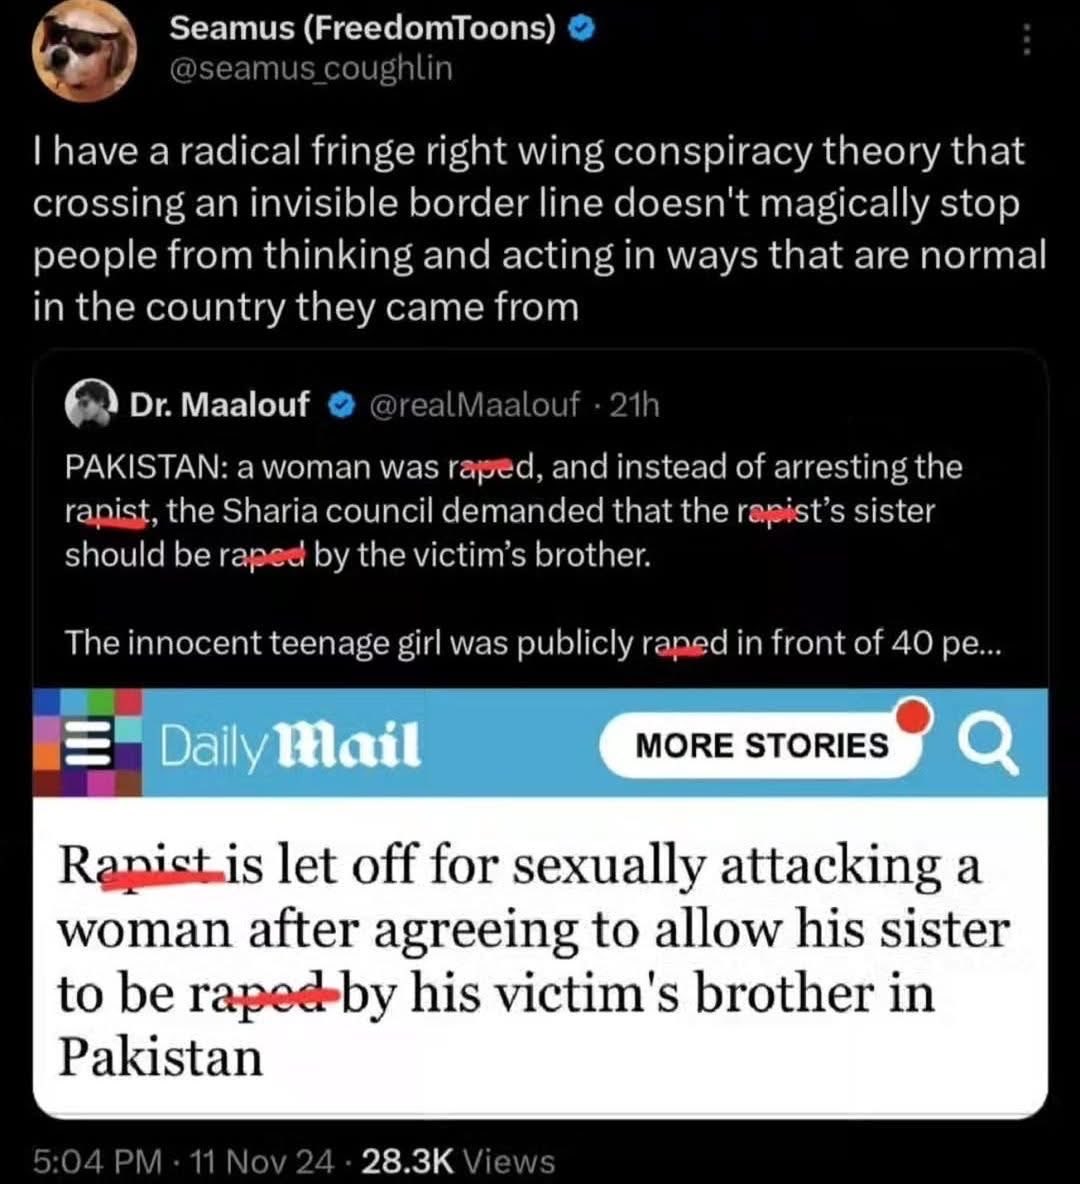 Seamus (FreedomToons)
@seamus_coughlin
I have a radical fringe right wing conspiracy theory that
crossing an invisible border line doesn't magically stop
people from thinking and acting in ways that are normal
in the country they came from
Dr. Maalouf @realMaalouf · 21h
PAKISTAN: a woman was raped, and instead of arresting the
rapist, the Sharia council demanded that the rapist’s sister
should be raped by the victim’s brother.
The innocent teenage girl was publicly raped in front of 40 pe...
Daily Mail
MORE STORIES
Rapist is let off for sexually attacking a
woman after agreeing to allow his sister
to be raped by his victim's brother in
Pakistan
5:04 PM · 11 Nov 24 · 28.3K Views